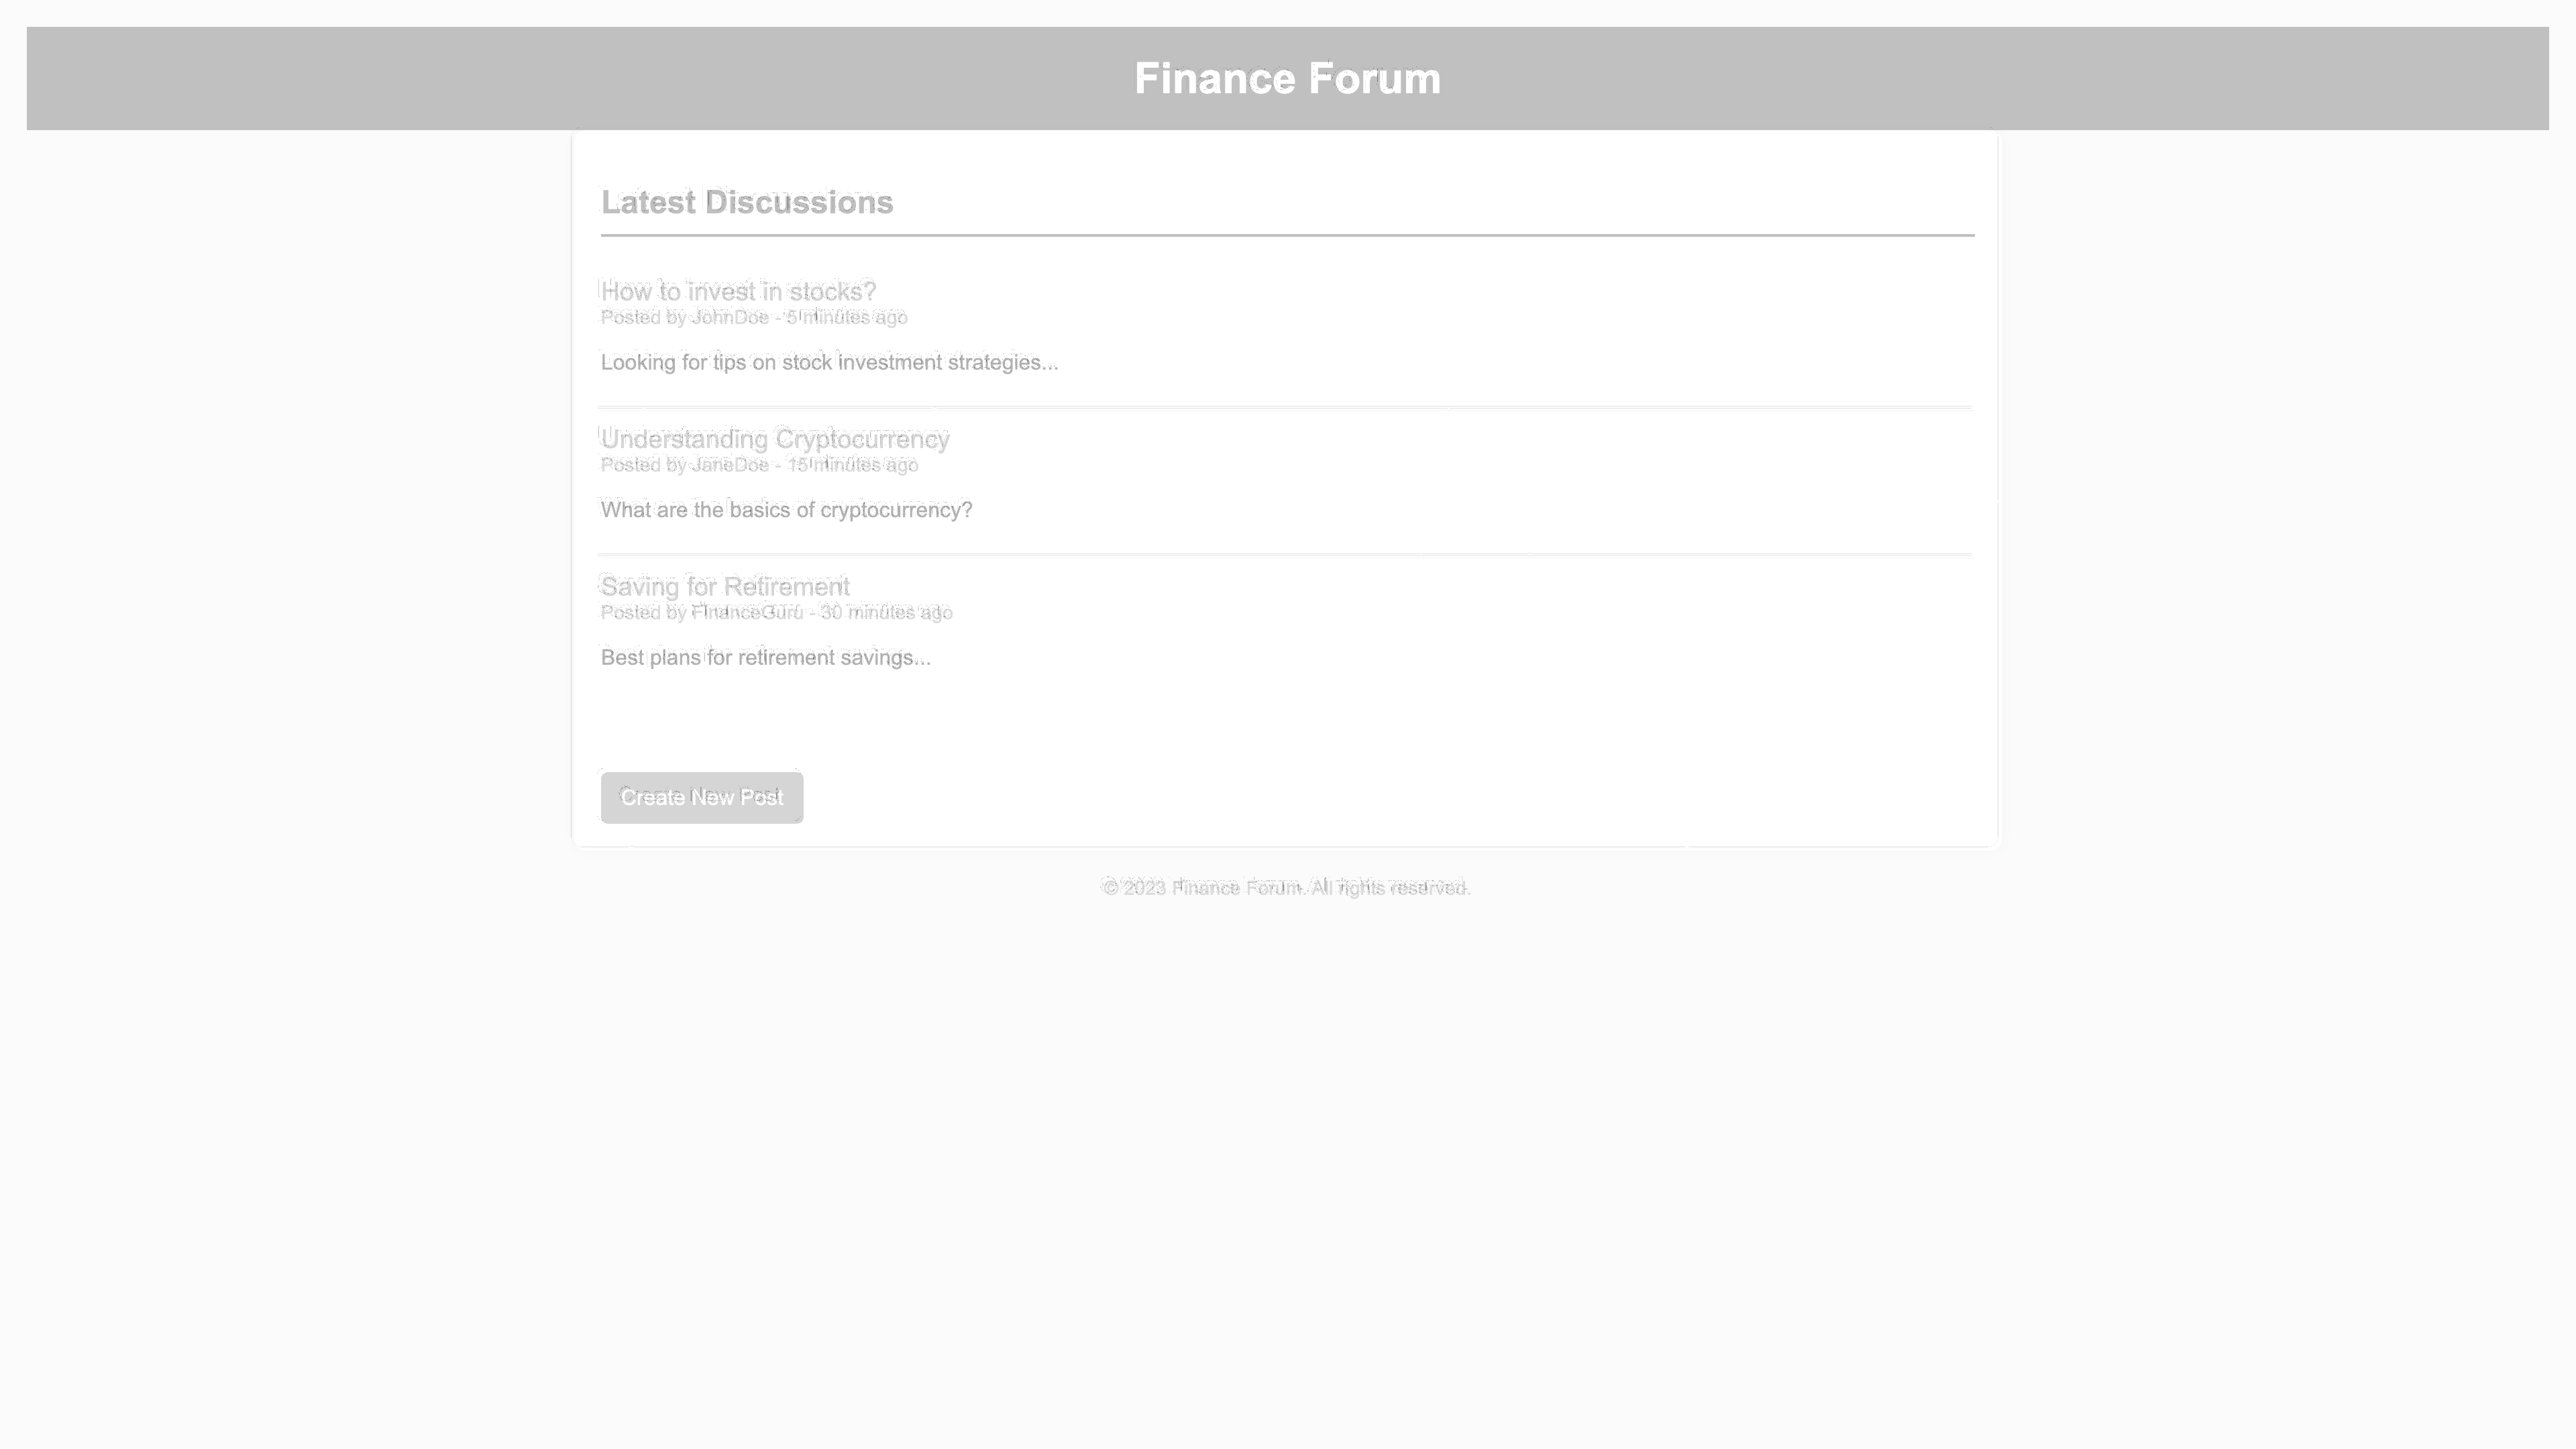 Finance Forum
Latest Discussions
How to invest in stocks?
Posted by JohnDoe - 5 minutes ago
Looking for tips on stock investment strategies...
Understanding Cryptocurrency
Posted by JaneDoe - 15 minutes ago
What are the basics of cryptocurrency?
Saving for Retirement
Posted by FinanceGuru - 30 minutes ago
Best plans for retirement savings...
Create New Post
© 2023 Finance Forum. All rights reserved.